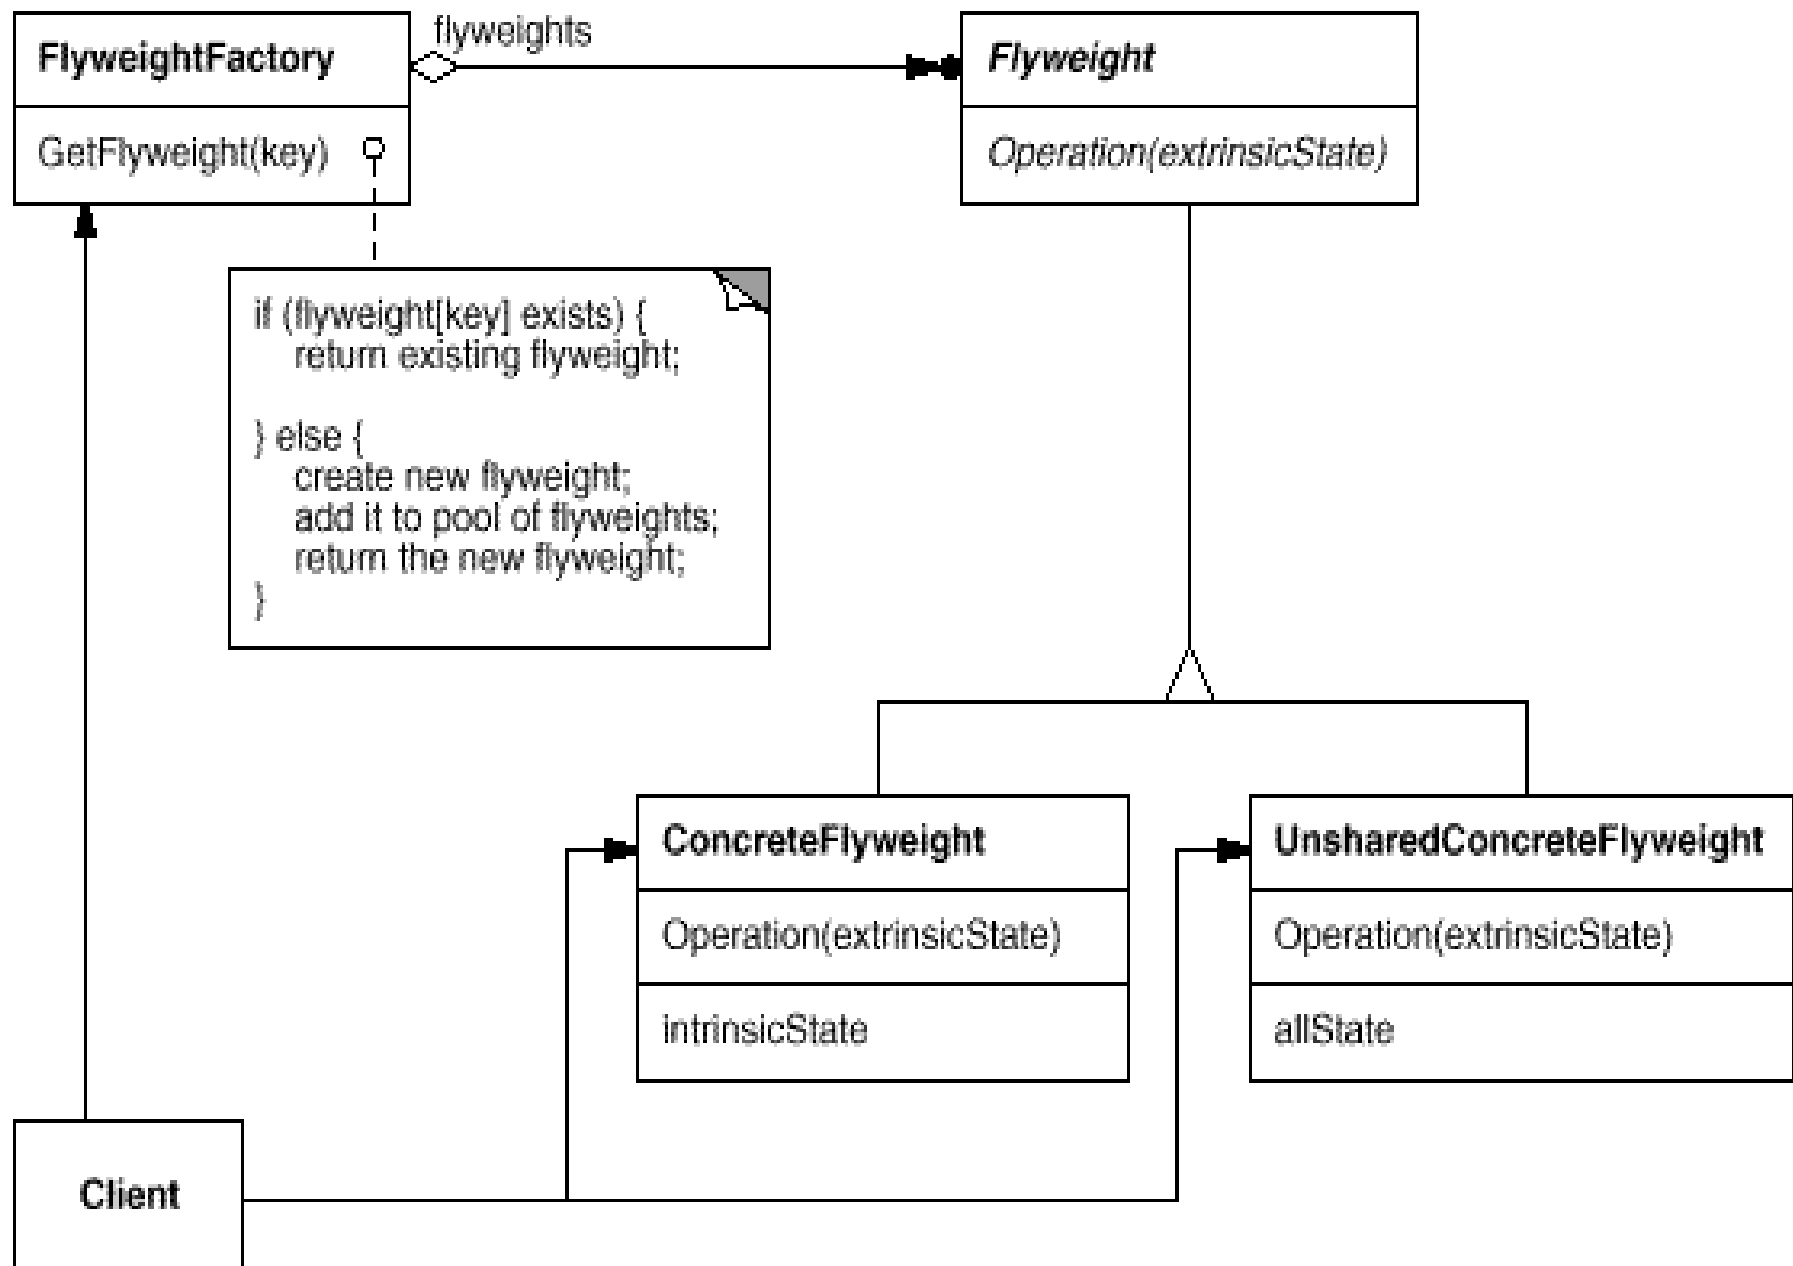 FlyweightFactory
flyweights
Flyweight
GetFlyweight(key)
Operation(extrinsicState)
if (flyweight[key] exists) {
return existing flyweight;
} else {
create new flyweight;
add it to pool of flyweights;
return the new flyweight;
}
ConcreteFlyweight
Operation(extrinsicState)
intrinsicState
UnsharedConcreteFlyweight
Operation(extrinsicState)
allState
Client